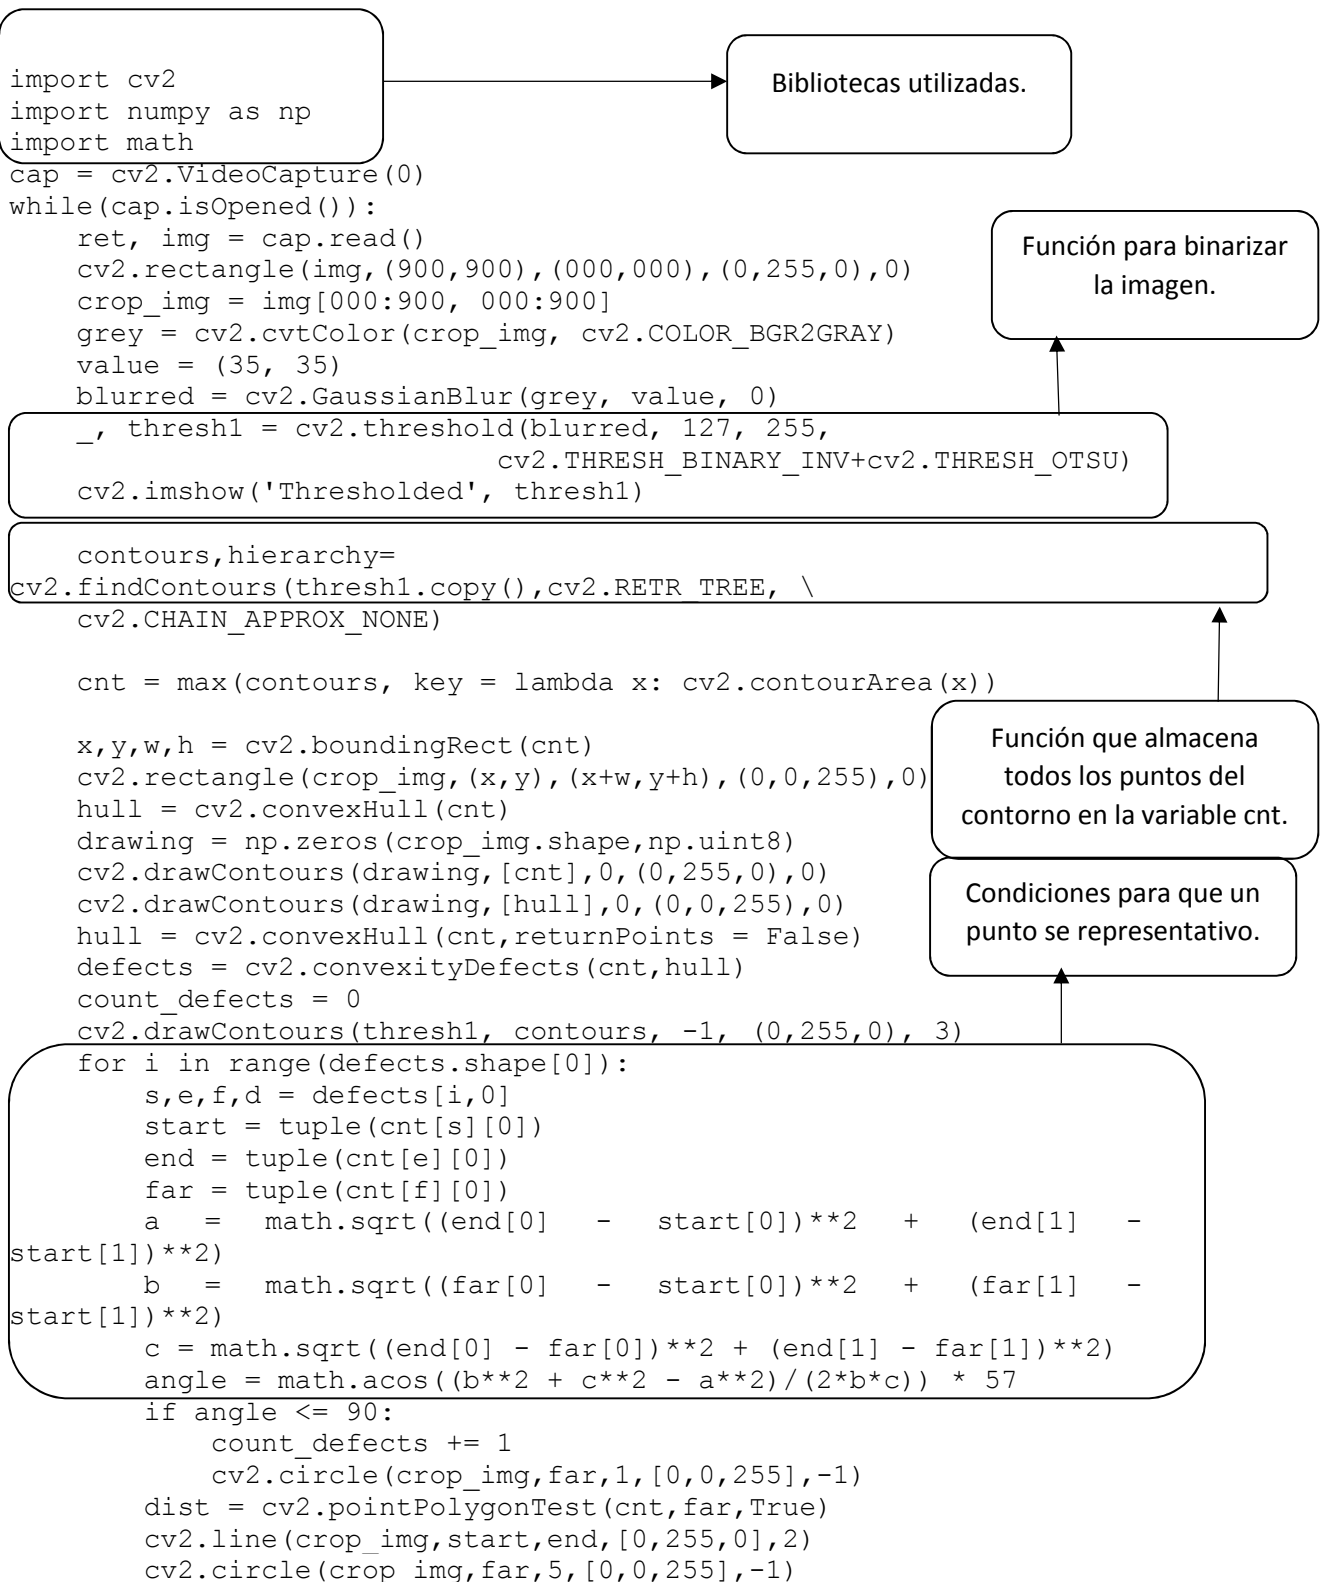 import cv2
import numpy as np
import math
Bibliotecas utilizadas.
cap = cv2.VideoCapture(0)
while(cap.isOpened()):
    ret, img = cap.read()
    cv2.rectangle(img,(900,900),(000,000),(0,255,0),0)
    crop_img = img[000:900, 000:900]
    grey = cv2.cvtColor(crop_img, cv2.COLOR_BGR2GRAY)
    value = (35, 35)
    blurred = cv2.GaussianBlur(grey, value, 0)
Función para binarizar
la imagen.
    _, thresh1 = cv2.threshold(blurred, 127, 255,
                             cv2.THRESH_BINARY_INV+cv2.THRESH_OTSU)
    cv2.imshow('Thresholded', thresh1)
    contours,hierarchy=
cv2.findContours(thresh1.copy(),cv2.RETR_TREE, \
    cv2.CHAIN_APPROX_NONE)
    cnt = max(contours, key = lambda x: cv2.contourArea(x))
Función que almacena
todos los puntos del
contorno en la variable cnt.
    x,y,w,h = cv2.boundingRect(cnt)
    cv2.rectangle(crop_img,(x,y),(x+w,y+h),(0,0,255),0)
    hull = cv2.convexHull(cnt)
    drawing = np.zeros(crop_img.shape,np.uint8)
    cv2.drawContours(drawing,[cnt],0,(0,255,0),0)
    cv2.drawContours(drawing,[hull],0,(0,0,255),0)
    hull = cv2.convexHull(cnt,returnPoints = False)
    defects = cv2.convexityDefects(cnt,hull)
    count_defects = 0
    cv2.drawContours(thresh1, contours, -1, (0,255,0), 3)
Condiciones para que un
punto se representativo.
    for i in range(defects.shape[0]):
        s,e,f,d = defects[i,0]
        start = tuple(cnt[s][0])
        end = tuple(cnt[e][0])
        far = tuple(cnt[f][0])
        a = math.sqrt((end[0] - start[0])**2 + (end[1] -
start[1])**2)
        b = math.sqrt((far[0] - start[0])**2 + (far[1] -
start[1])**2)
        c = math.sqrt((end[0] - far[0])**2 + (end[1] - far[1])**2)
        angle = math.acos((b**2 + c**2 - a**2)/(2*b*c)) * 57
        if angle <= 90:
            count_defects += 1
            cv2.circle(crop_img,far,1,[0,0,255],-1)
        dist = cv2.pointPolygonTest(cnt,far,True)
        cv2.line(crop_img,start,end,[0,255,0],2)
        cv2.circle(crop_img,far,5,[0,0,255],-1)